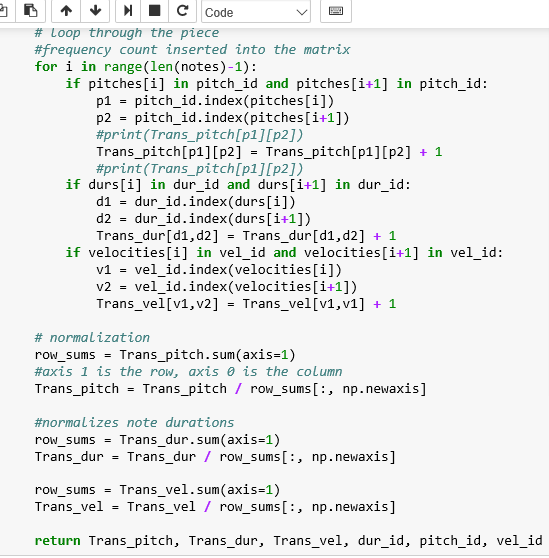 Code
# loop through the piece
#frequency count inserted into the matrix
for i in range(len(notes)-1):
    if pitches[i] in pitch_id and pitches[i+1] in pitch_id:
        p1 = pitch_id.index(pitches[i])
        p2 = pitch_id.index(pitches[i+1])
        #print(Trans_pitch[p1][p2])
        Trans_pitch[p1][p2] = Trans_pitch[p1][p2] + 1
        #print(Trans_pitch[p1][p2])
    if durs[i] in dur_id and durs[i+1] in dur_id:
        d1 = dur_id.index(durs[i])
        d2 = dur_id.index(durs[i+1])
        Trans_dur[d1,d2] = Trans_dur[d1,d2] + 1
    if velocities[i] in vel_id and velocities[i+1] in vel_id:
        v1 = vel_id.index(velocities[i])
        v2 = vel_id.index(velocities[i+1])
        Trans_vel[v1,v2] = Trans_vel[v1,v1] + 1
# normalization
row_sums = Trans_pitch.sum(axis=1)
#axis 1 is the row, axis 0 is the column
Trans_pitch = Trans_pitch / row_sums[:, np.newaxis]
#normalizes note durations
row_sums = Trans_dur.sum(axis=1)
Trans_dur = Trans_dur / row_sums[:, np.newaxis]
row_sums = Trans_vel.sum(axis=1)
Trans_vel = Trans_vel / row_sums[:, np.newaxis]
return Trans_pitch, Trans_dur, Trans_vel, dur_id, pitch_id, vel_id